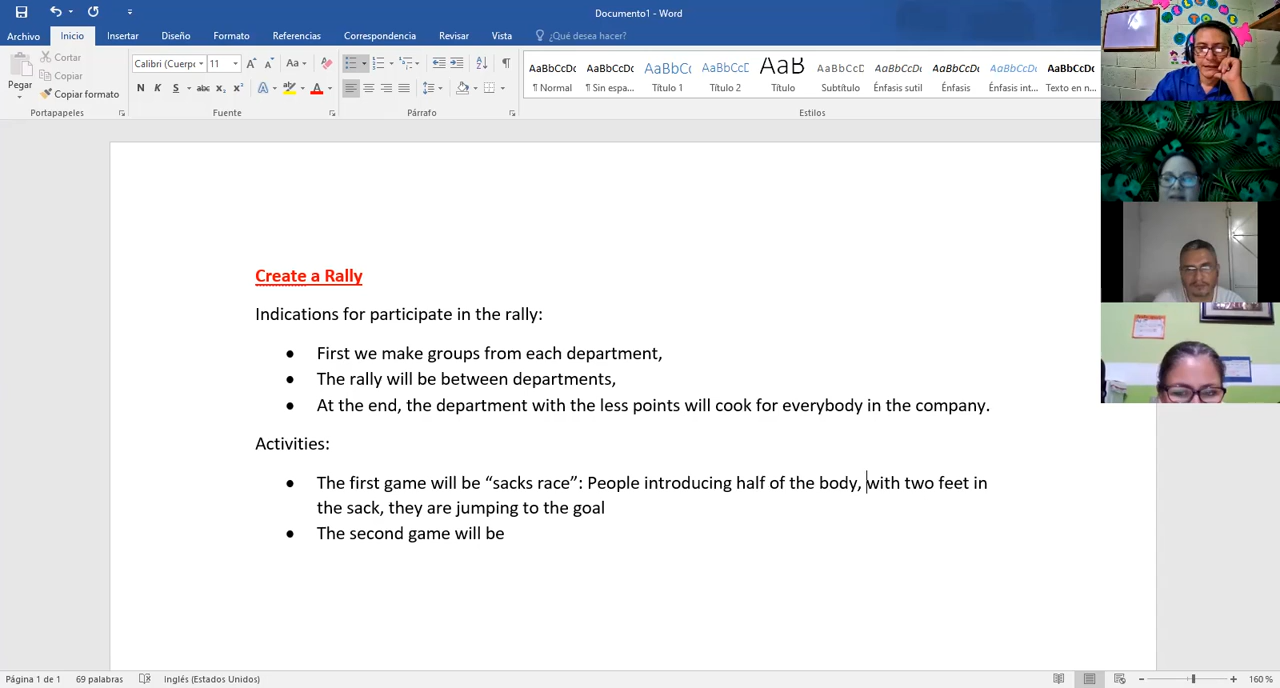 Documento1 - Word
Archivo Inicio Insertar Diseño Formato Referencias Correspondencia Revisar Vista ¿Qué desea hacer?
Pegar
Cortar
Copiar
Copiar formato
Portapapeles
Calibri (Cuerpo 11
N K S abc x₂ x²
Fuente
Párrafo
AaBbCcDc AaBbCcDc AaBbCc AaBbCcD AaB AaBbCcD AaBbCcDc AaBbCcDc AaBbCcDc AaBbCcDc
¶ Normal ¶ Sin espa... Título 1 Título 2 Título Subtítulo Énfasis sutil Énfasis Énfasis int... Texto en n...
Estilos
Create a Rally
Indications for participate in the rally:
● First we make groups from each department,
● The rally will be between departments,
● At the end, the department with the less points will cook for everybody in the company.
Activities:
● The first game will be “sacks race”: People introducing half of the body, with two feet in
the sack, they are jumping to the goal
● The second game will be
Página 1 de 1 69 palabras Inglés (Estados Unidos) 160 %